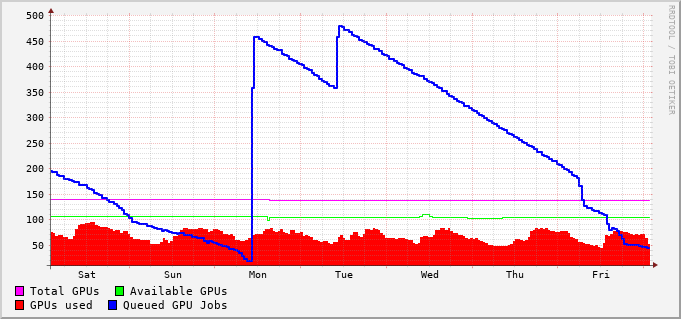 500
450
400
350
300
250
200
150
100
50
Sat Sun Mon Tue Wed Thu Fri
Total GPUs Available GPUs
GPUs used Queued GPU Jobs
RRDTOOL / TOBI OETIKER